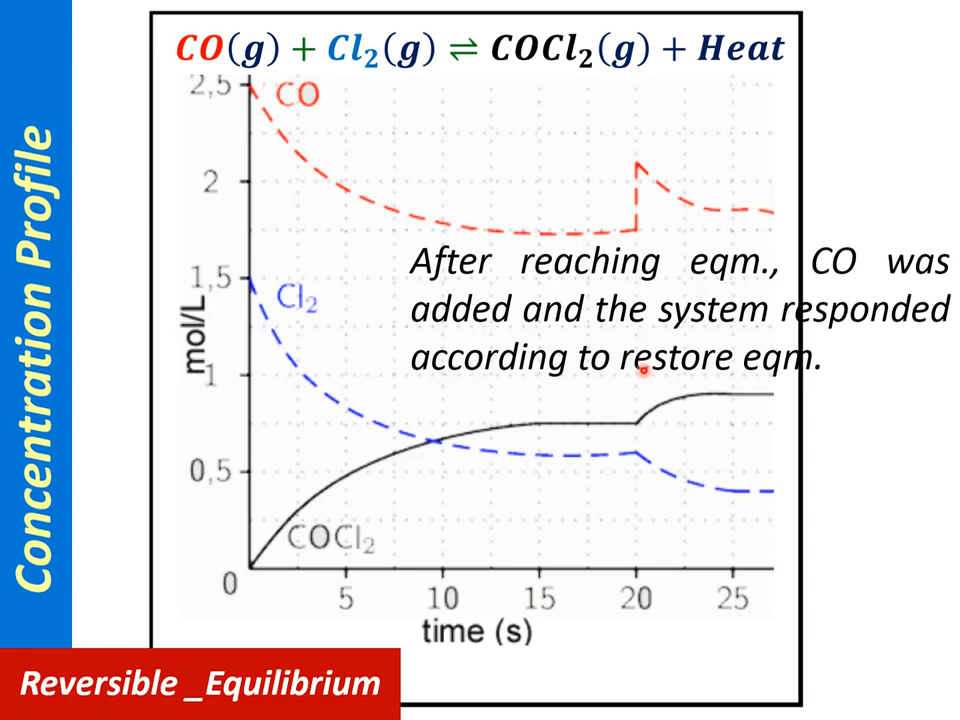 Concentration Profile
CO(g) + Cl₂(g) ⇌ COCl₂(g) + Heat
2,5
CO
2
After reaching eqm., CO was
1,5
Cl₂
added and the system responded
mol/L
according to restore eqm.
1
0,5
COCl₂
0
5 10 15 20 25
time (s)
Reversible _Equilibrium